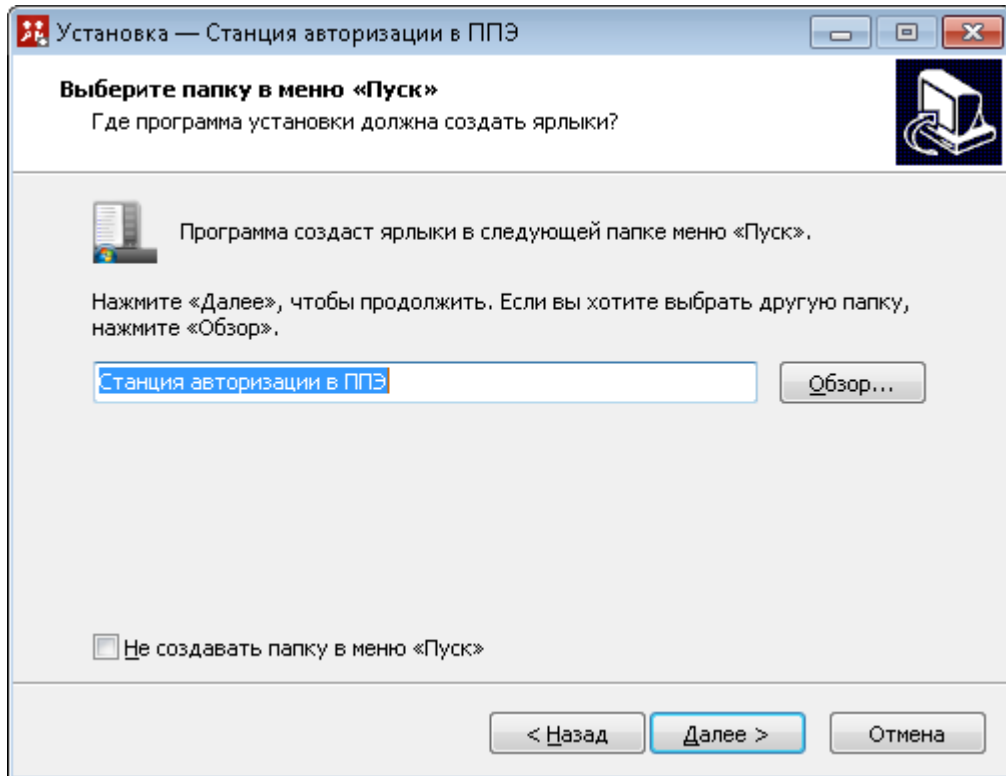 Установка — Станция авторизации в ППЭ
Выберите папку в меню «Пуск»
Где программа установки должна создать ярлыки?
Программа создаст ярлыки в следующей папке меню «Пуск».
Нажмите «Далее», чтобы продолжить. Если вы хотите выбрать другую папку,
нажмите «Обзор».
Станция авторизации в ППЭ
Обзор...
Не создавать папку в меню «Пуск»
< Назад
Далее >
Отмена